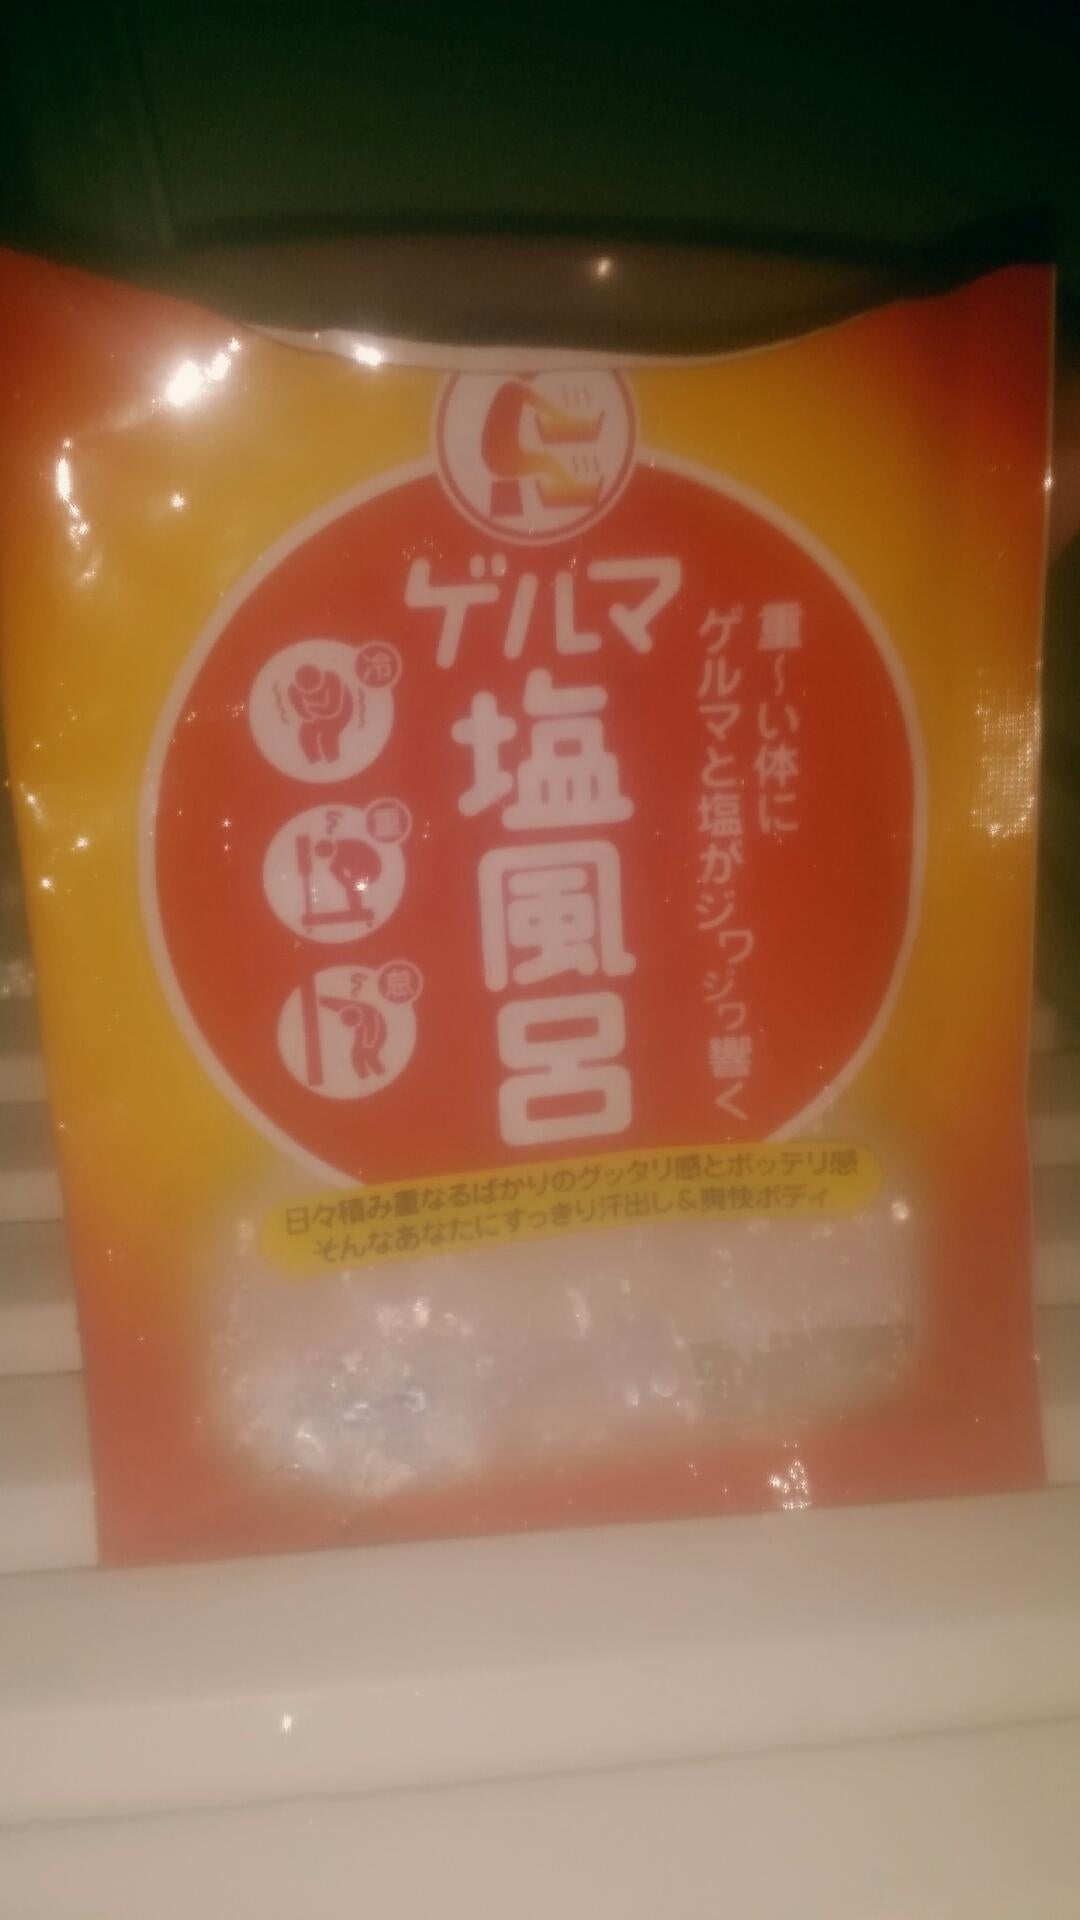 ゲルマ
塩風呂
重〜い体に
ゲルマと塩がジワジワ響く
冷
重
怠
日々積み重なるばかりのグッタリ感とボッテリ感
そんなあなたにすっきり汗出し&爽快ボディ